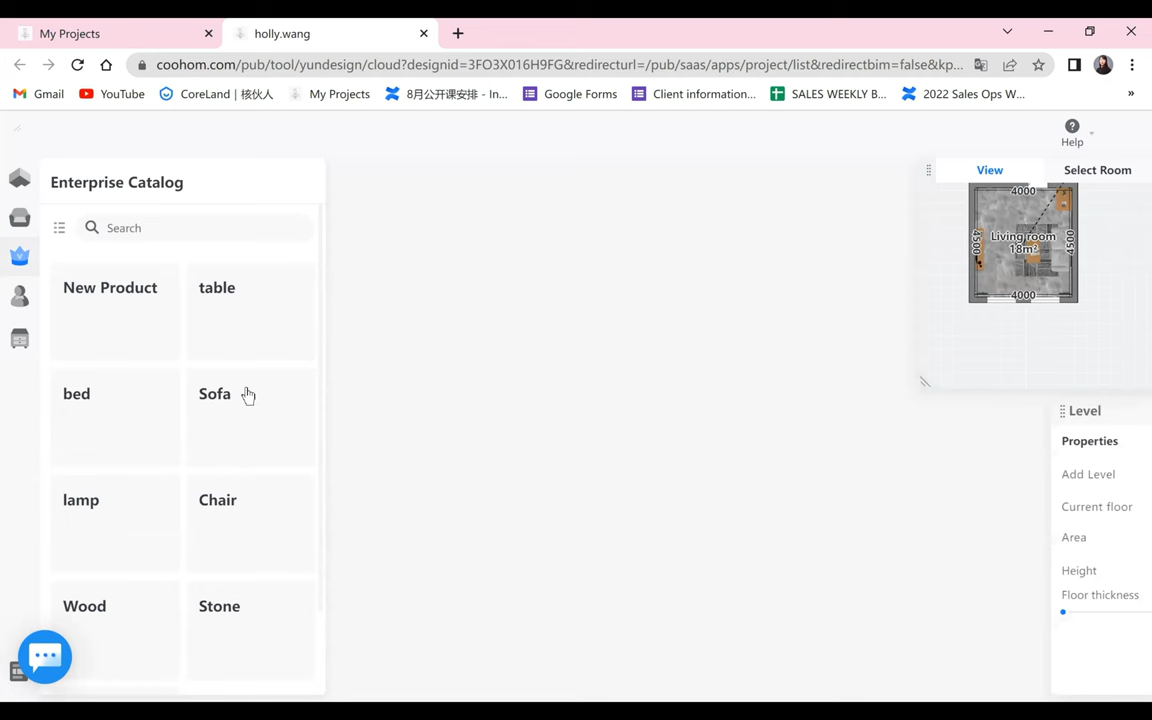 My Projects
holly.wang
coohom.com/pub/tool/yundesign/cloud?designid=3FO3X016H9FG&redirecturl=/pub/saas/apps/project/list&redirectbim=false&kp...
Gmail
YouTube
CoreLand | 核伙人
My Projects
8月公开课安排 - In...
Google Forms
Client information...
SALES WEEKLY B...
2022 Sales Ops W...
»
Help
Enterprise Catalog
View
Select Room
Search
4000
4500
Living room
18m²
4500
4000
New Product
table
bed
Sofa
lamp
Chair
Wood
Stone
Level
Properties
Add Level
Current floor
Area
Height
Floor thickness